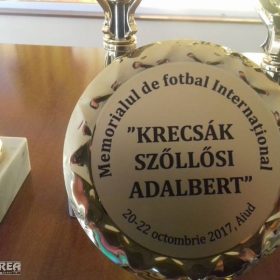 Memorialul de fotbal Internațional
"KRECSÁK
SZŐLLŐSI
ADALBERT"
20-22 octombrie 2017, Aiud